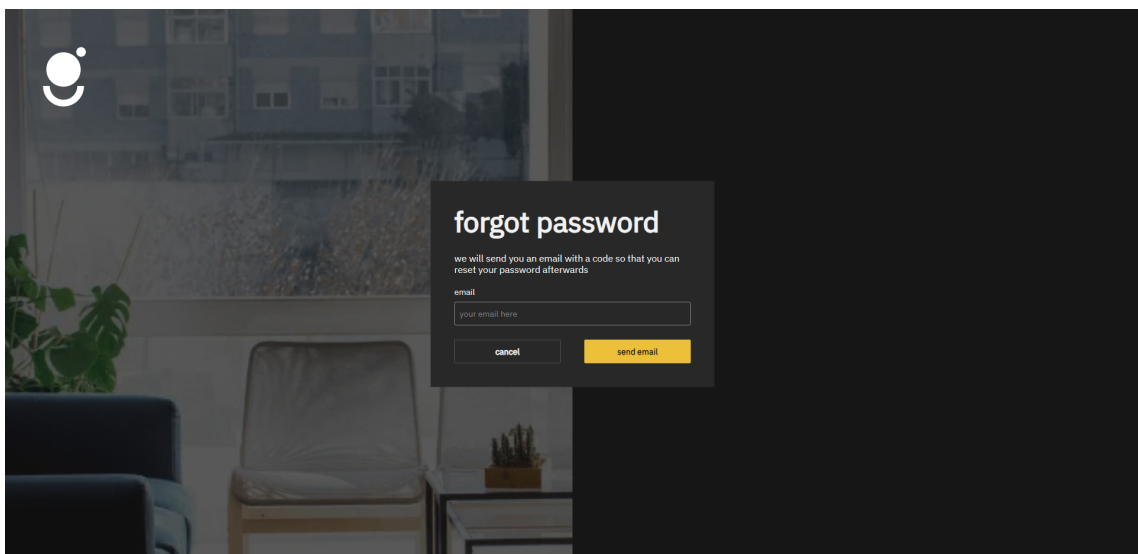 forgot password
we will send you an email with a code so that you can
reset your password afterwards
email
your email here
cancel
send email